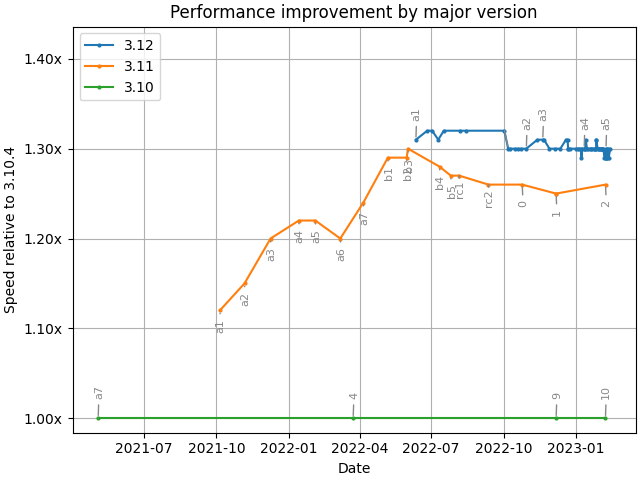 Performance improvement by major version
3.12
3.11
3.10
1.40x
1.30x
1.20x
1.10x
1.00x
Speed relative to 3.10.4
a1
a2
a3
a4
a5
a1
a2
a3
a4
a5
a6
a7
b1
b2
b3
b4
b5
rc1
rc2
0
1
2
a7
4
9
10
2021-07
2021-10
2022-01
2022-04
2022-07
2022-10
2023-01
Date